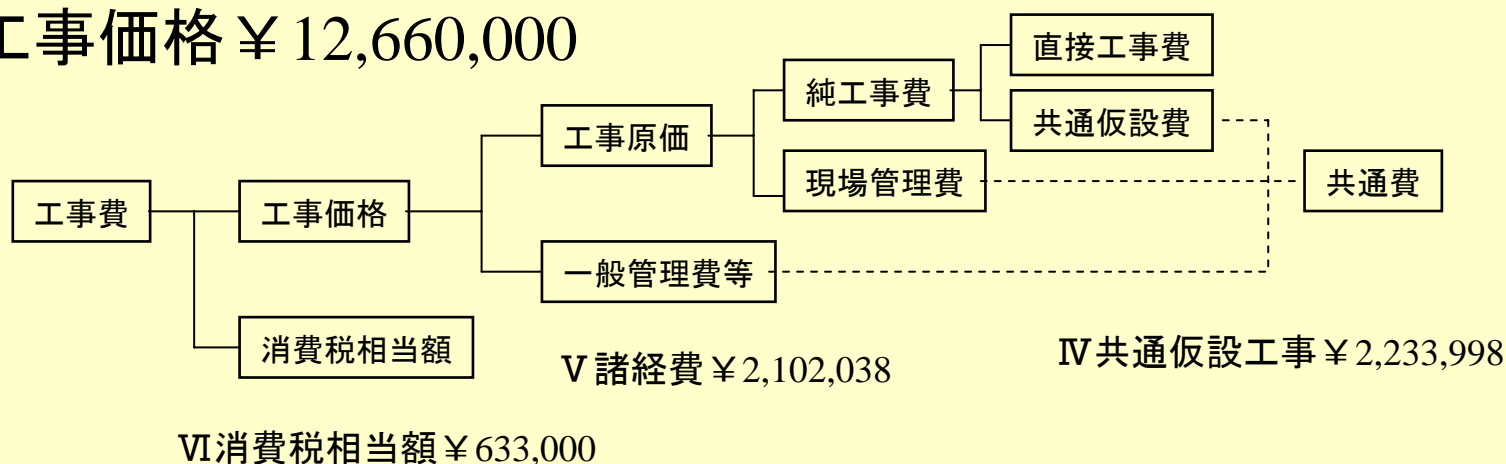 工事価格￥12,660,000
直接工事費
純工事費
共通仮設費
工事原価
現場管理費
共通費
工事費
工事価格
一般管理費等
消費税相当額
Ⅴ諸経費￥2,102,038
Ⅳ共通仮設工事￥2,233,998
Ⅵ消費税相当額￥633,000